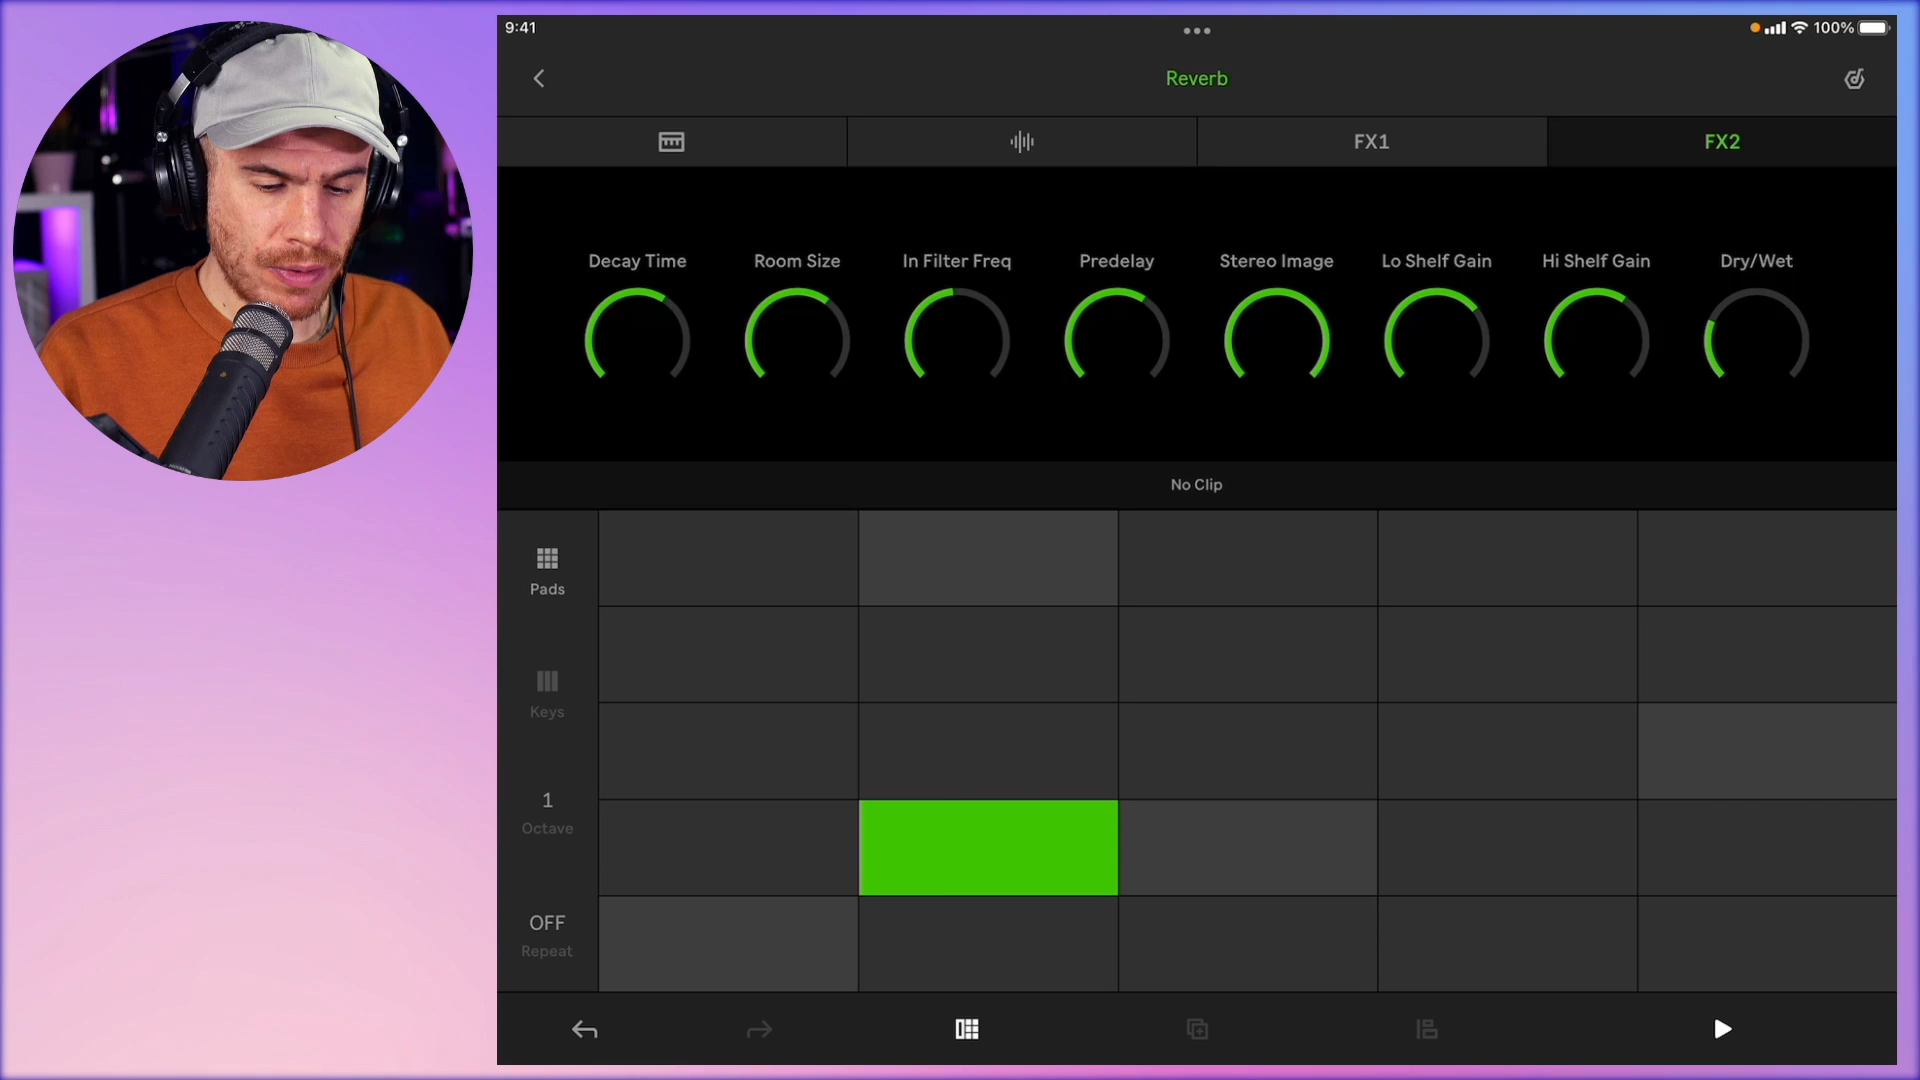 9:41
100%
Reverb
FX1
FX2
Decay Time
Room Size
In Filter Freq
Predelay
Stereo Image
Lo Shelf Gain
Hi Shelf Gain
Dry/Wet
No Clip
Pads
Keys
1
Octave
OFF
Repeat